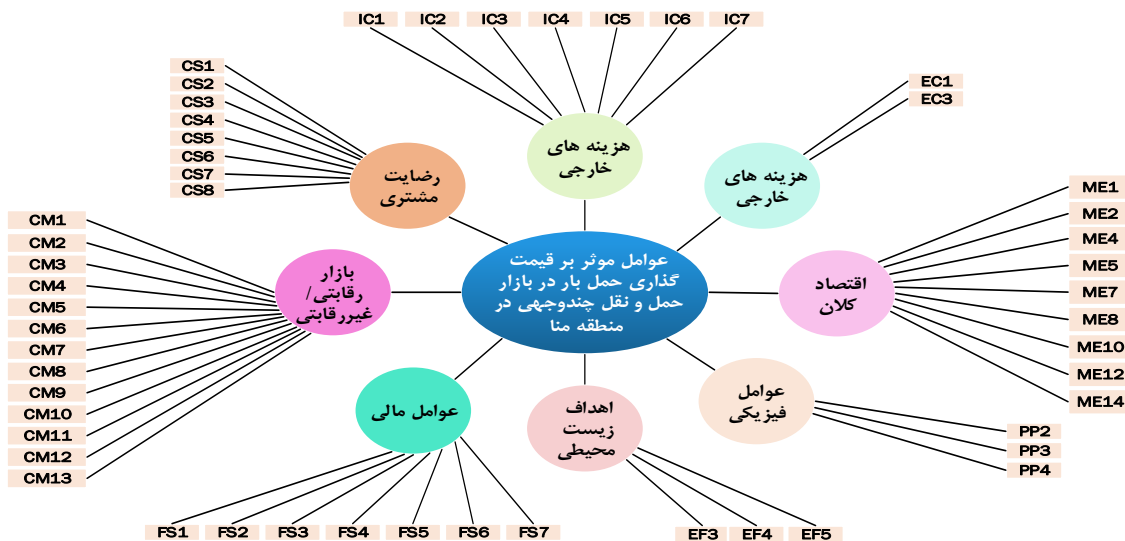 IC1 IC2 IC3 IC4 IC5 IC6 IC7
هزینه های
خارجی
CS1
CS2
CS3
CS4
CS5
CS6
CS7
CS8
رضایت
مشتری
EC1
EC3
هزینه های
خارجی
CM1
CM2
CM3
CM4
CM5
CM6
CM7
CM8
CM9
CM10
CM11
CM12
CM13
بازار
رقابتی/
غیررقابتی
عوامل موثر بر قیمت
گذاری حمل بار در بازار
حمل و نقل چندوجهی در
منطقه منا
اقتصاد
کلان
ME1
ME2
ME4
ME5
ME7
ME8
ME10
ME12
ME14
عوامل مالی
FS1 FS2 FS3 FS4 FS5 FS6 FS7
اهداف
زیست
محیطی
EF3 EF4 EF5
عوامل
فیزیکی
PP2
PP3
PP4